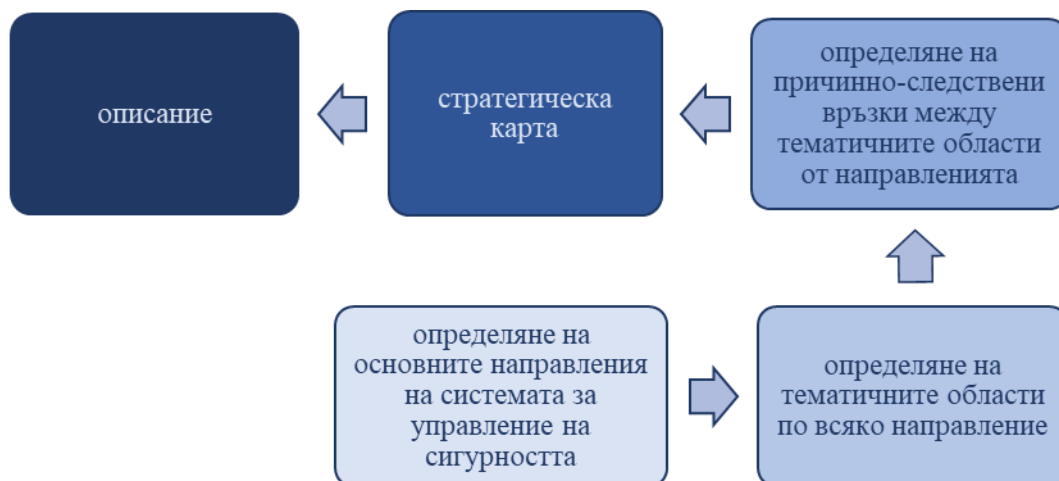 описание
стратегическа
карта
определяне на
причинно-следствени
връзки между
тематичните области
от направленията
определяне на
основните направления
на системата за
управление на
сигурността
определяне на
тематичните области
по всяко направление